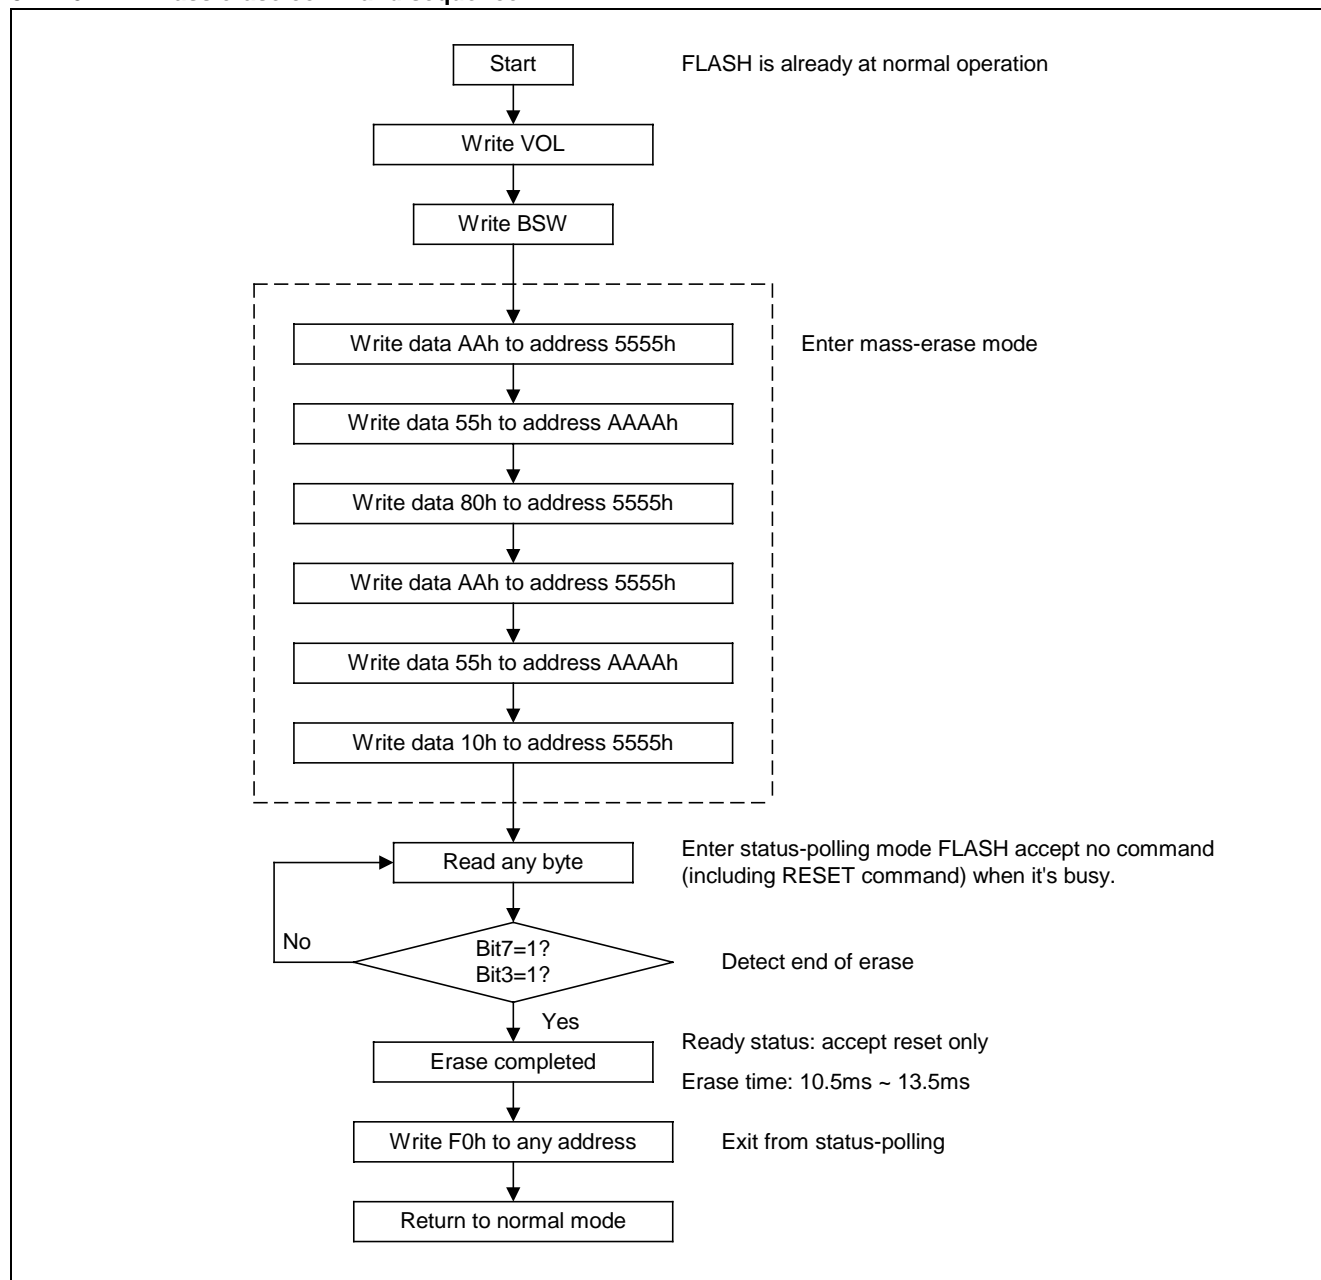 Start
FLASH is already at normal operation
Write VOL
Write BSW
Write data AAh to address 5555h
Enter mass-erase mode
Write data 55h to address AAAAh
Write data 80h to address 5555h
Write data AAh to address 5555h
Write data 55h to address AAAAh
Write data 10h to address 5555h
Read any byte
Enter status-polling mode FLASH accept no command
(including RESET command) when it's busy.
No
Bit7=1?
Bit3=1?
Detect end of erase
Yes
Erase completed
Ready status: accept reset only
Erase time: 10.5ms ~ 13.5ms
Write F0h to any address
Exit from status-polling
Return to normal mode